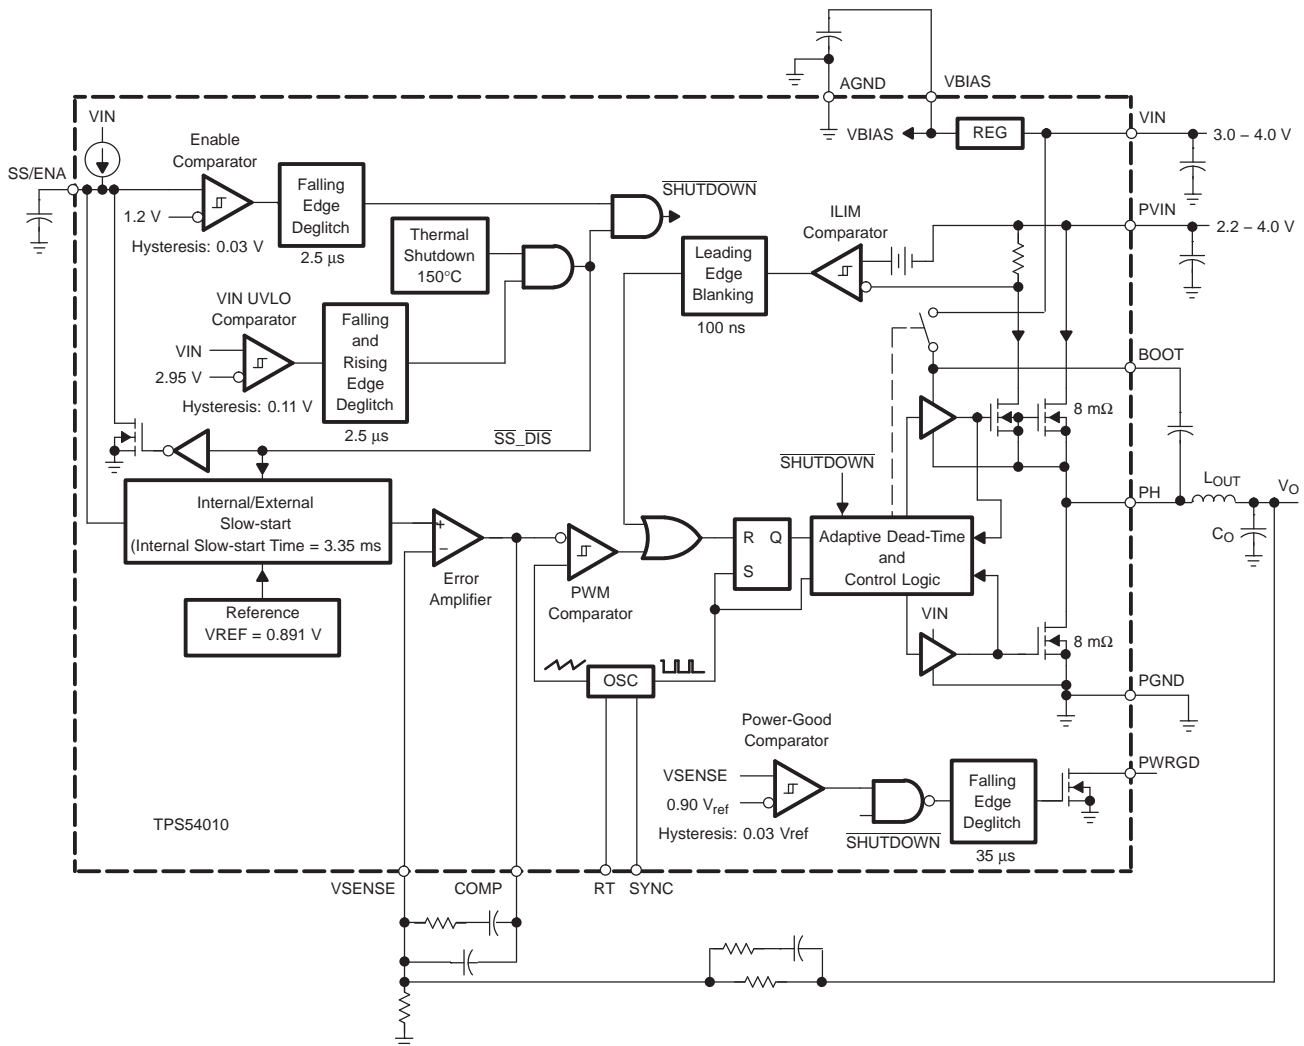 AGND
VBIAS
VIN
3.0 – 4.0 V
VBIAS
REG
VIN
Enable
Comparator
SS/ENA
1.2 V
Hysteresis: 0.03 V
Falling
Edge
Deglitch
2.5 µs
SHUTDOWN
Thermal
Shutdown
150°C
ILIM
Comparator
PVIN
2.2 – 4.0 V
Leading
Edge
Blanking
100 ns
VIN UVLO
Comparator
VIN
2.95 V
Hysteresis: 0.11 V
Falling
and
Rising
Edge
Deglitch
2.5 µs
BOOT
8 mΩ
SS_DIS
SHUTDOWN
PH
LOUT
VO
CO
Internal/External
Slow-start
(Internal Slow-start Time = 3.35 ms
Reference
VREF = 0.891 V
+
−
Error
Amplifier
PWM
Comparator
R Q
S
Adaptive Dead-Time
and
Control Logic
VIN
8 mΩ
OSC
PGND
Power-Good
Comparator
VSENSE
0.90 Vref
Hysteresis: 0.03 Vref
SHUTDOWN
Falling
Edge
Deglitch
35 µs
PWRGD
TPS54010
VSENSE
COMP
RT
SYNC